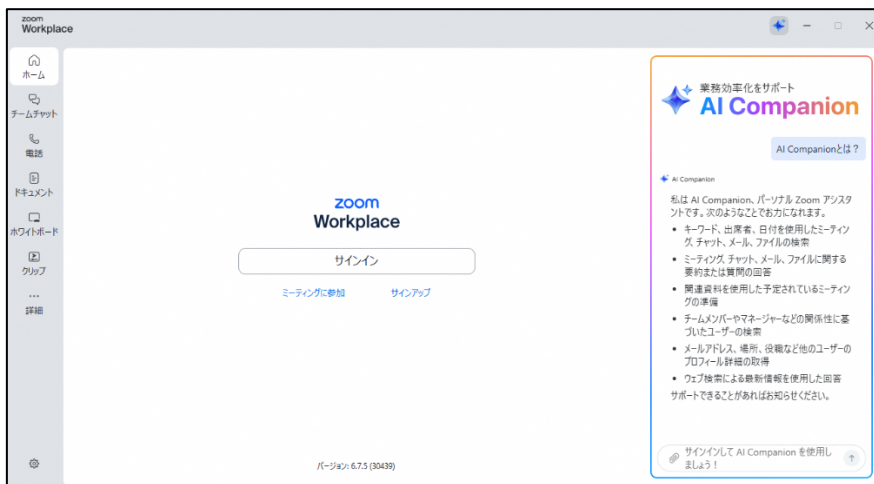 zoom
Workplace
ホーム
チームチャット
電話
ドキュメント
ホワイトボード
クリップ
詳細
zoom
Workplace
サインイン
ミーティングに参加
サインアップ
バージョン: 6.7.5 (30439)
業務効率化をサポート
AI Companion
AI Companionとは？
AI Companion
私は AI Companion、パーソナル Zoom アシスタ
ントです。次のようなことでお力になれます。
• キーワード、出席者、日付を使用したミーティン
グ、チャット、メール、ファイルの検索
• ミーティング、チャット、メール、ファイルに関する
要約または質問の回答
• 関連資料を使用した予定されているミーティン
グの準備
• チームメンバーやマネージャーなどの関係性に基
づいたユーザーの検索
• メールアドレス、場所、役職など他のユーザーの
プロフィール詳細の取得
• ウェブ検索による最新情報を使用した回答
サポートできることがあればお知らせください。
サインインして AI Companion を使用し
ましょう！